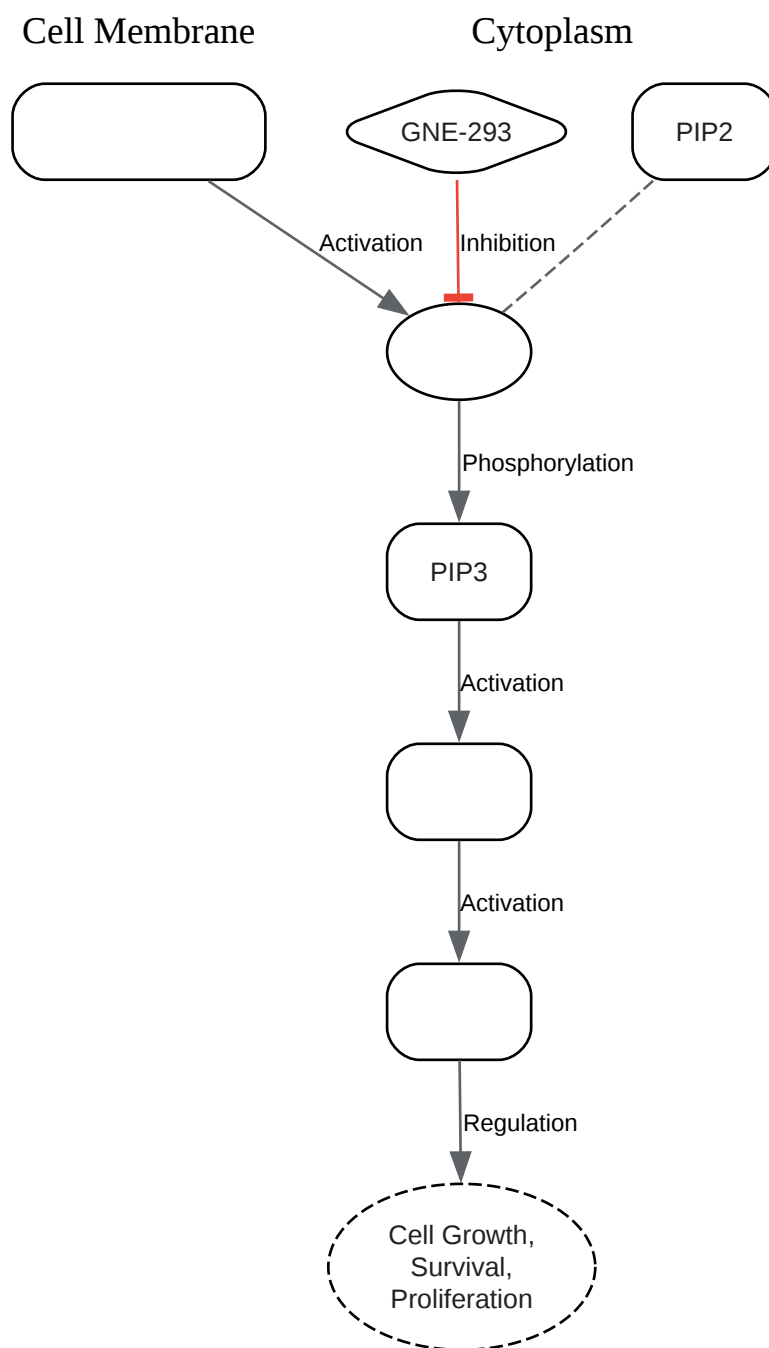 Cell Membrane
Cytoplasm
GNE-293
PIP2
Activation
Inhibition
Phosphorylation
PIP3
Activation
Activation
Regulation
Cell Growth,
Survival,
Proliferation